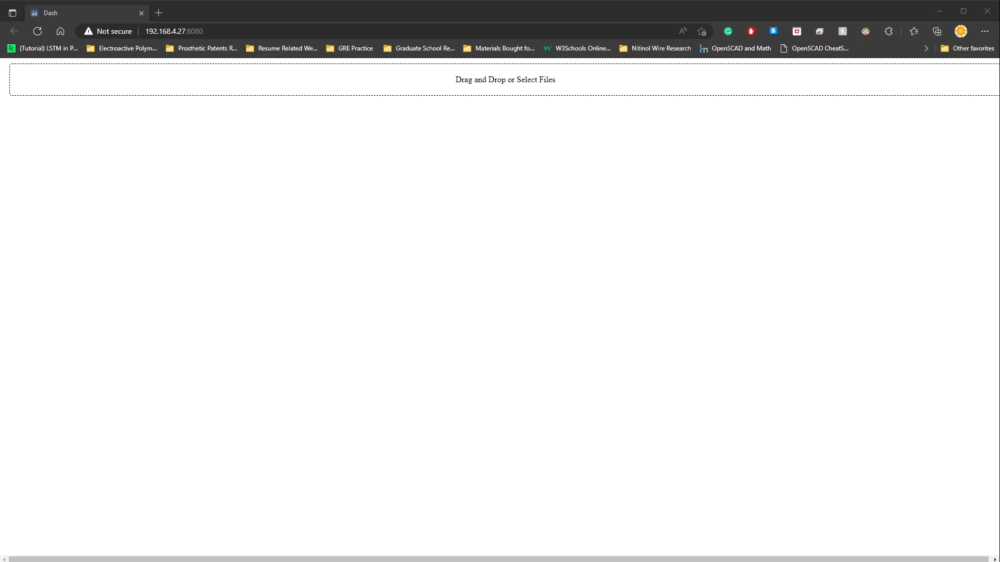 Dash
Not secure
192.168.4.27:8080
(Tutorial) LSTM in P...
Electroactive Polym...
Prosthetic Patents R...
Resume Related We...
GRE Practice
Graduate School Re...
Materials Bought fo...
W3Schools Online...
Nitinol Wire Research
OpenSCAD and Math
OpenSCAD CheatS...
Other favorites
Drag and Drop or Select Files